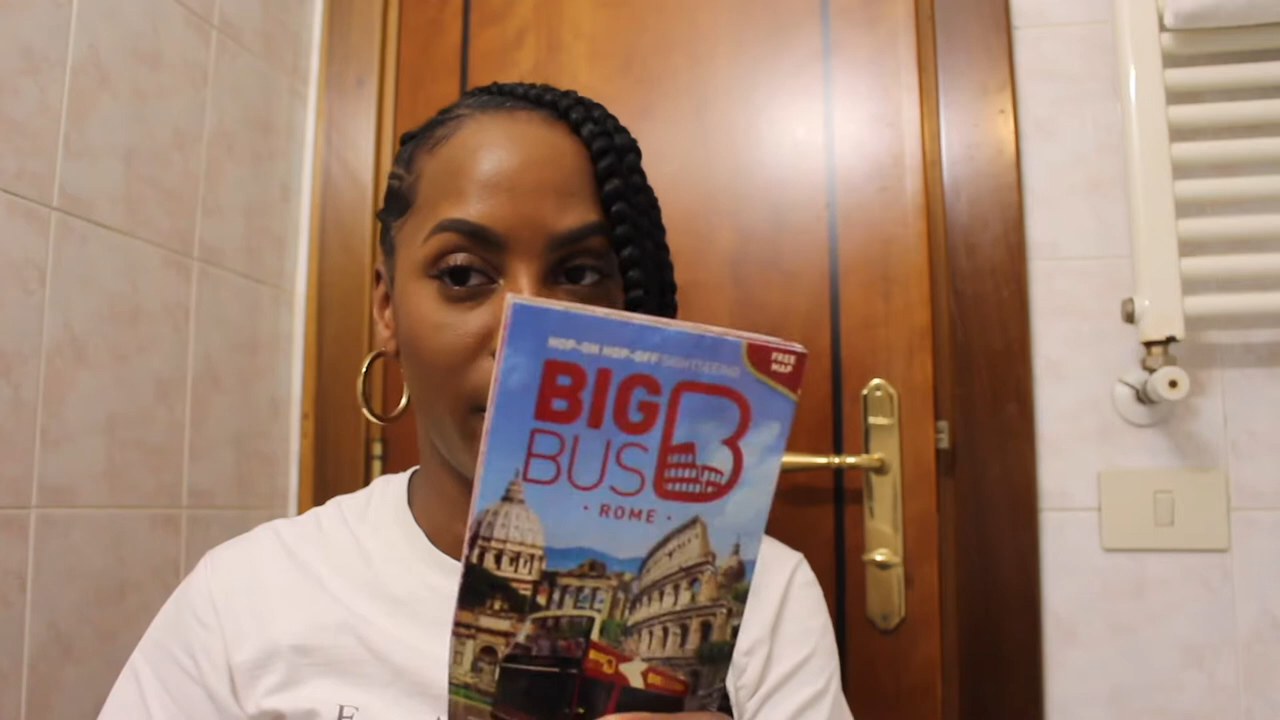 HOP-ON HOP-OFF SIGHTSEEING
FREE
MAP
BIG
BUS
· ROME ·